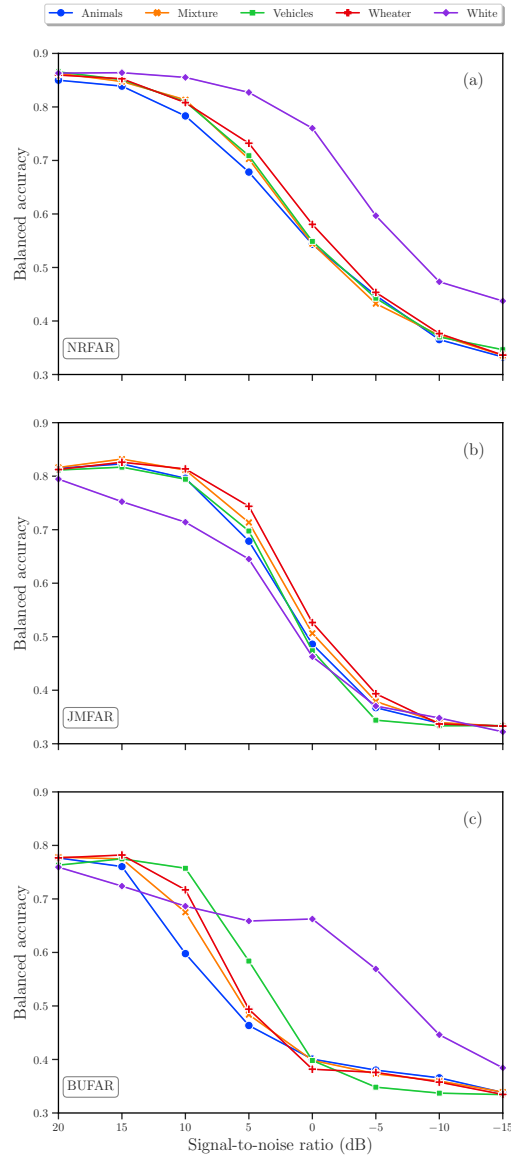 Animals Mixture Vehicles Wheater White
0.9
0.8
0.7
0.6
0.5
0.4
0.3
Balanced accuracy
(a)
NRFAR
0.9
0.8
0.7
0.6
0.5
0.4
0.3
Balanced accuracy
(b)
JMFAR
0.9
0.8
0.7
0.6
0.5
0.4
0.3
Balanced accuracy
(c)
BUFAR
20 15 10 5 0 −5 −10 −15
Signal-to-noise ratio (dB)